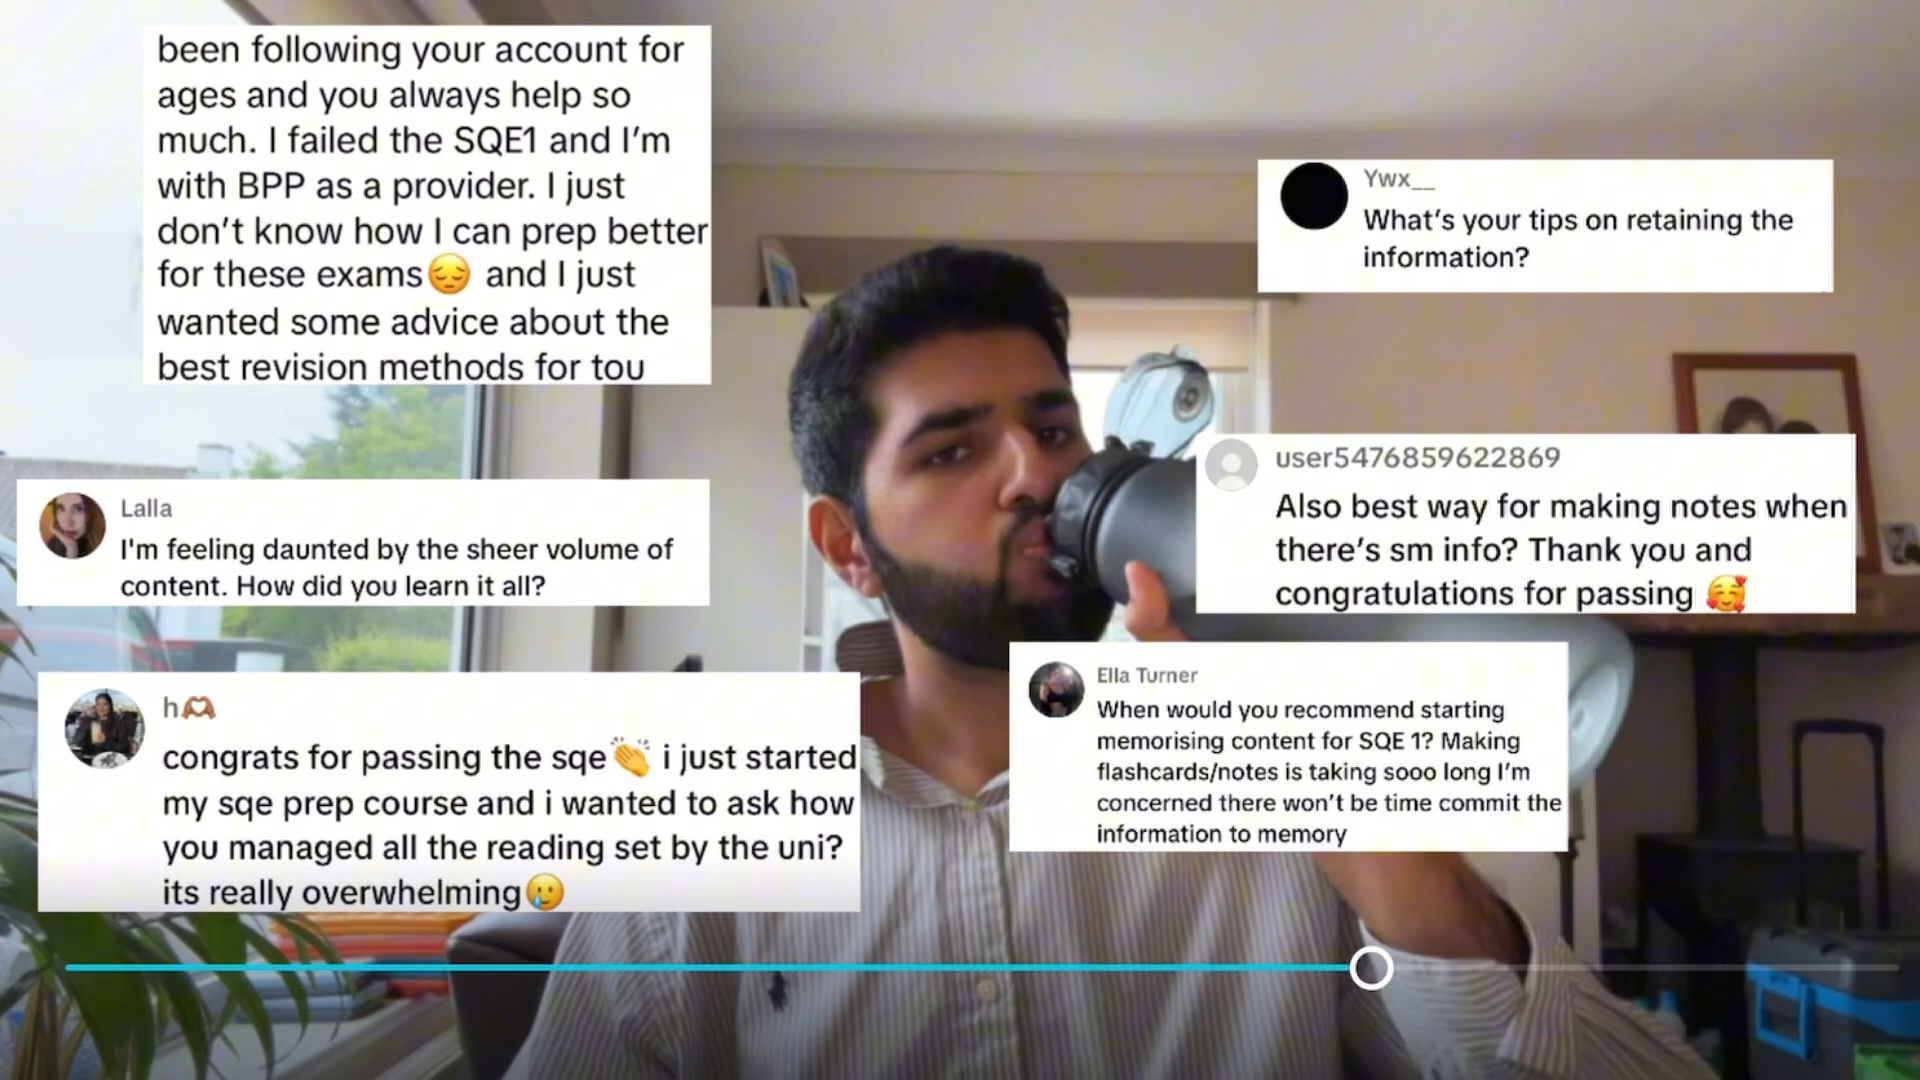 been following your account for
ages and you always help so
much. I failed the SQE1 and I'm
with BPP as a provider. I just
don't know how I can prep better
for these exams😔 and I just
wanted some advice about the
best revision methods for tou
Ywx__
What's your tips on retaining the
information?
Lalla
I'm feeling daunted by the sheer volume of
content. How did you learn it all?
user5476859622869
Also best way for making notes when
there's sm info? Thank you and
congratulations for passing 🥰
h🫶🏽
congrats for passing the sqe👏 i just started
my sqe prep course and i wanted to ask how
you managed all the reading set by the uni?
its really overwhelming🥲
Ella Turner
When would you recommend starting
memorising content for SQE 1? Making
flashcards/notes is taking sooo long I'm
concerned there won't be time commit the
information to memory